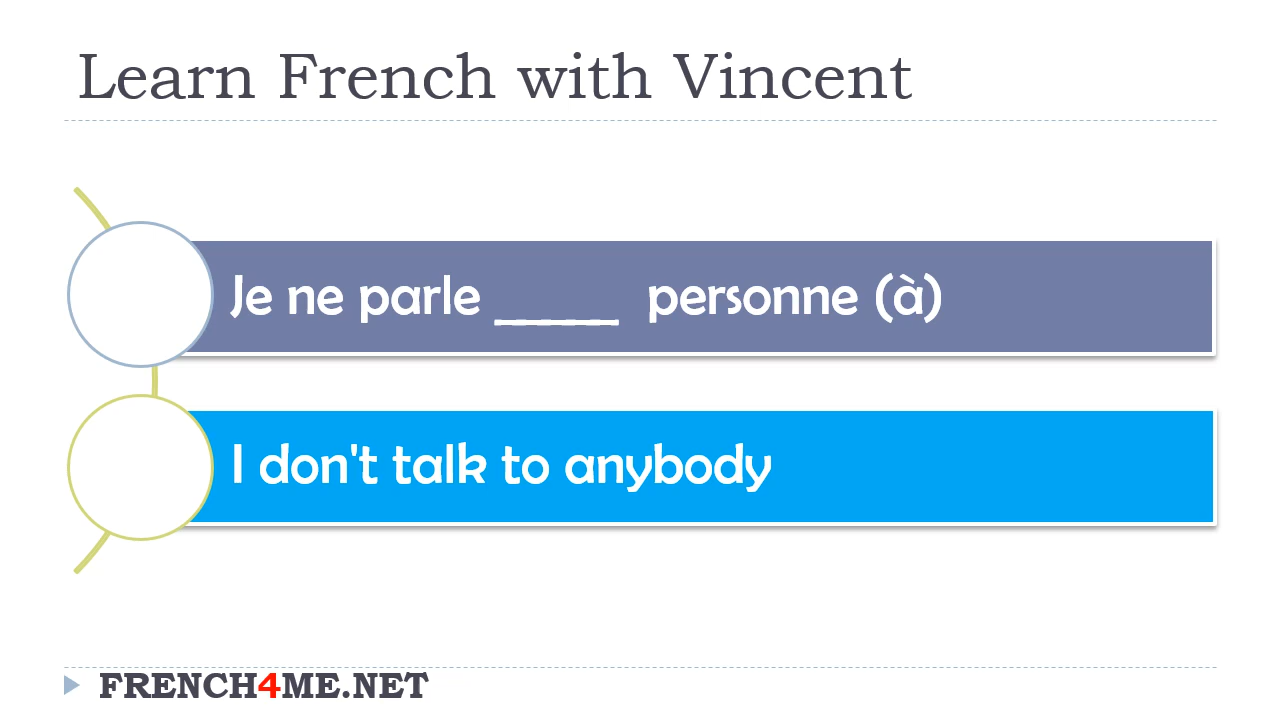 Learn French with Vincent
Je ne parle _____ personne (à)
I don't talk to anybody
FRENCH4ME.NET